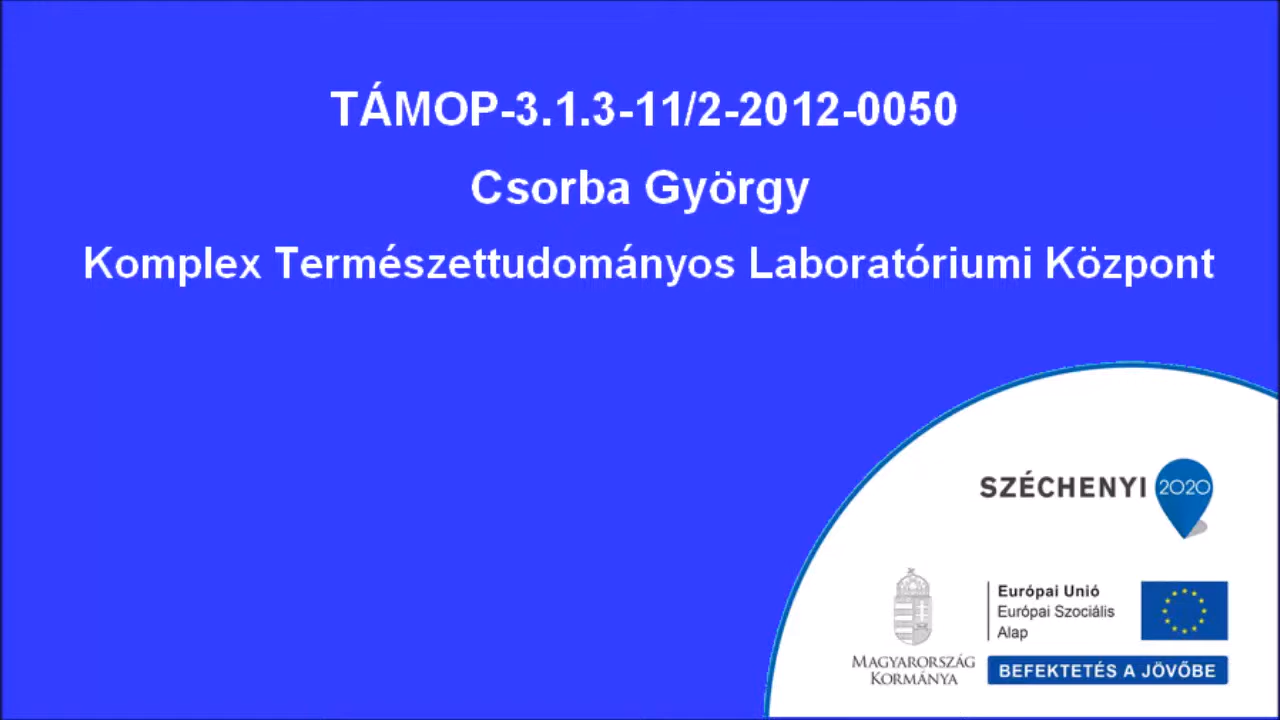 TÁMOP-3.1.3-11/2-2012-0050
Csorba György
Komplex Természettudományos Laboratóriumi Központ
SZÉCHENYI 2020
MAGYARORSZÁG
KORMÁNYA
Európai Unió
Európai Szociális
Alap
BEFEKTETÉS A JÖVŐBE